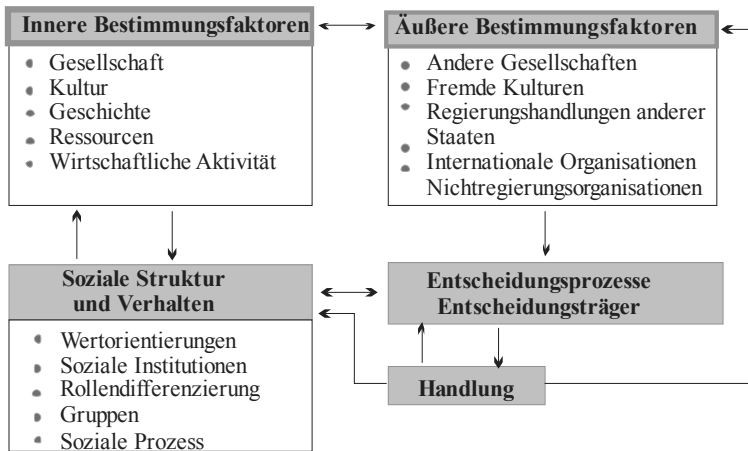 Innere Bestimmungsfaktoren
Gesellschaft
Kultur
Geschichte
Ressourcen
Wirtschaftliche Aktivität
Äußere Bestimmungsfaktoren
Andere Gesellschaften
Fremde Kulturen
Regierungshandlungen anderer
Staaten
Internationale Organisationen
Nichtregierungsorganisationen
Soziale Struktur
und Verhalten
Wertorientierungen
Soziale Institutionen
Rollendifferenzierung
Gruppen
Soziale Prozess
Entscheidungsprozesse
Entscheidungsträger
Handlung